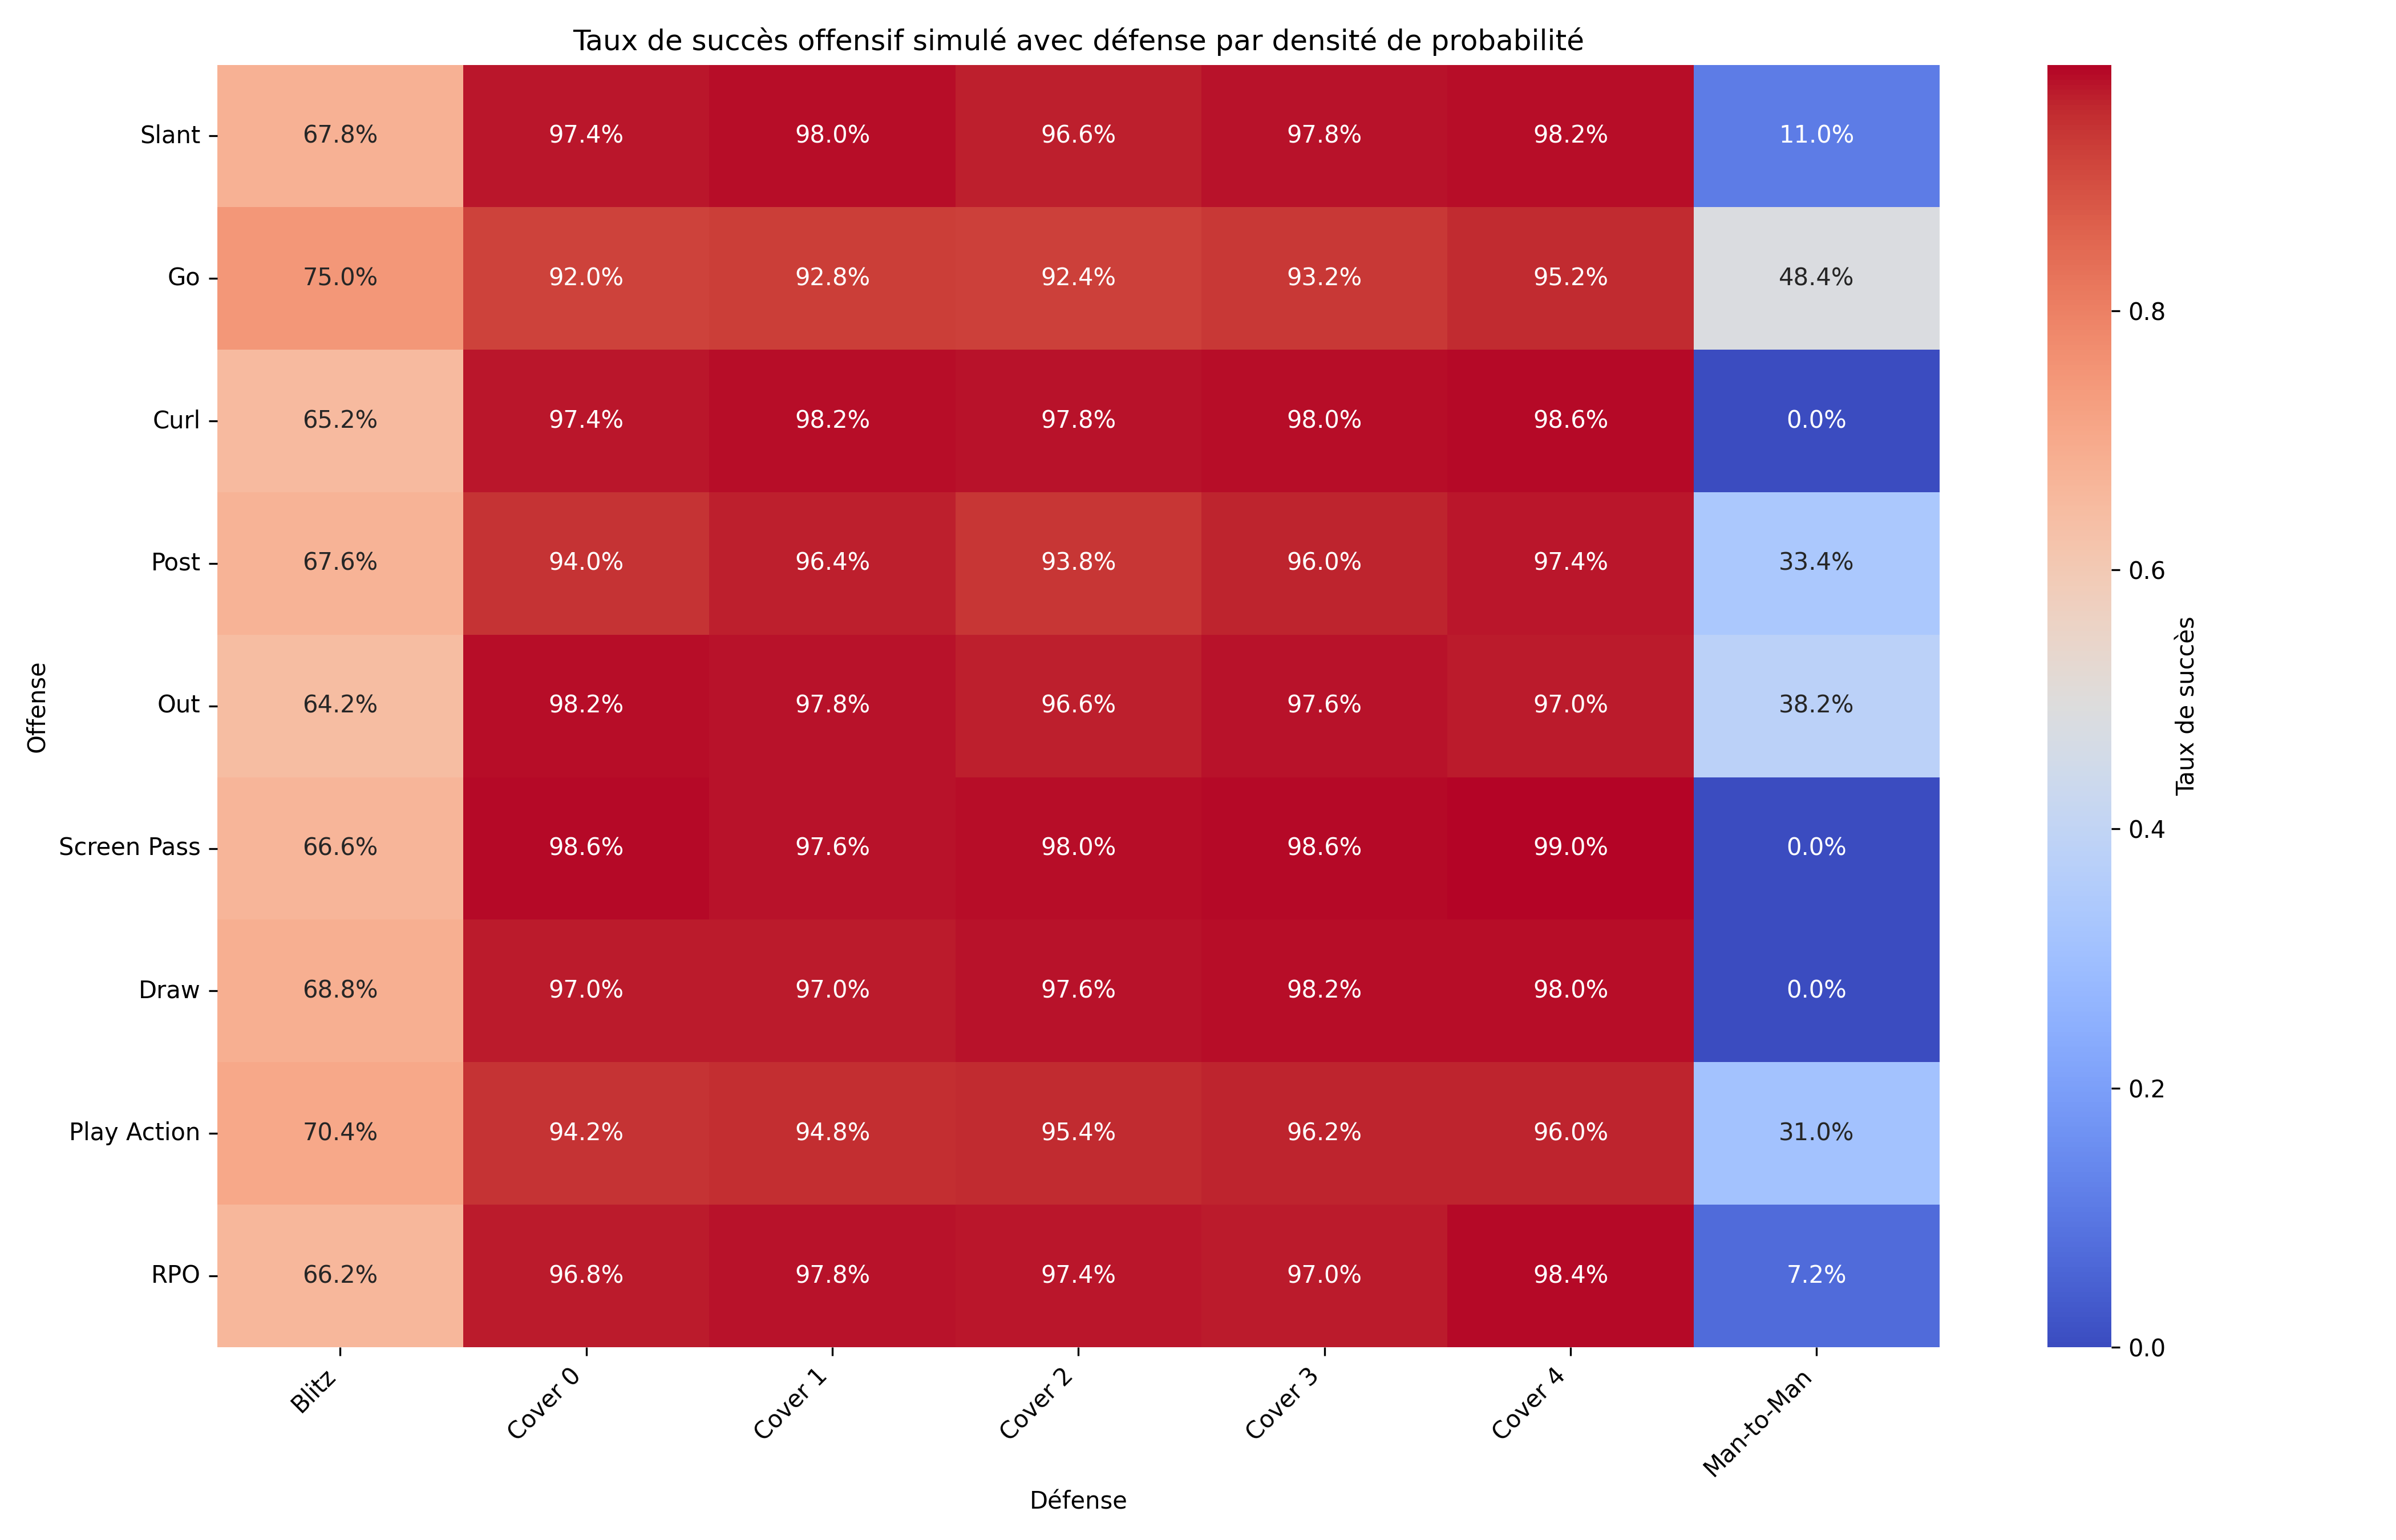 Taux de succès offensif simulé avec défense par densité de probabilité
Offense
Slant 67.8% 97.4% 98.0% 96.6% 97.8% 98.2% 11.0%
Go 75.0% 92.0% 92.8% 92.4% 93.2% 95.2% 48.4%
Curl 65.2% 97.4% 98.2% 97.8% 98.0% 98.6% 0.0%
Post 67.6% 94.0% 96.4% 93.8% 96.0% 97.4% 33.4%
Out 64.2% 98.2% 97.8% 96.6% 97.6% 97.0% 38.2%
Screen Pass 66.6% 98.6% 97.6% 98.0% 98.6% 99.0% 0.0%
Draw 68.8% 97.0% 97.0% 97.6% 98.2% 98.0% 0.0%
Play Action 70.4% 94.2% 94.8% 95.4% 96.2% 96.0% 31.0%
RPO 66.2% 96.8% 97.8% 97.4% 97.0% 98.4% 7.2%
Blitz Cover 0 Cover 1 Cover 2 Cover 3 Cover 4 Man-to-Man
Défense
0.8
0.6
0.4
0.2
0.0
Taux de succès